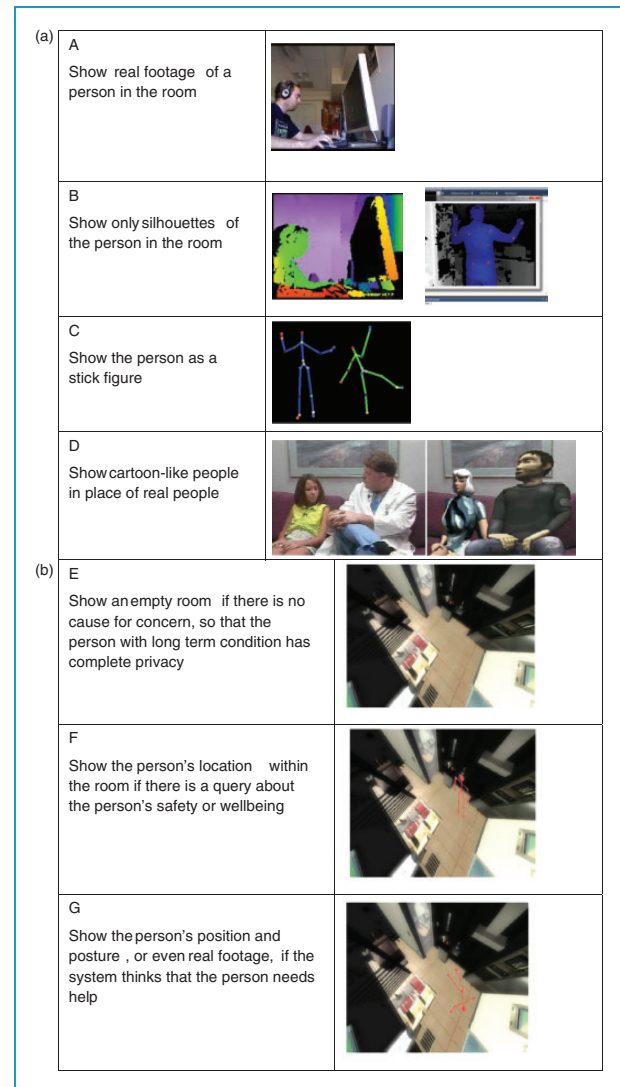 (a)
A
Show real footage of a
person in the room
B
Show only silhouettes of
the person in the room
C
Show the person as a
stick figure
D
Show cartoon-like people
in place of real people
(b)
E
Show an empty room if there is no
cause for concern, so that the
person with long term condition has
complete privacy
F
Show the person's location within
the room if there is a query about
the person's safety or wellbeing
G
Show the person's position and
posture , or even real footage, if the
system thinks that the person needs
help